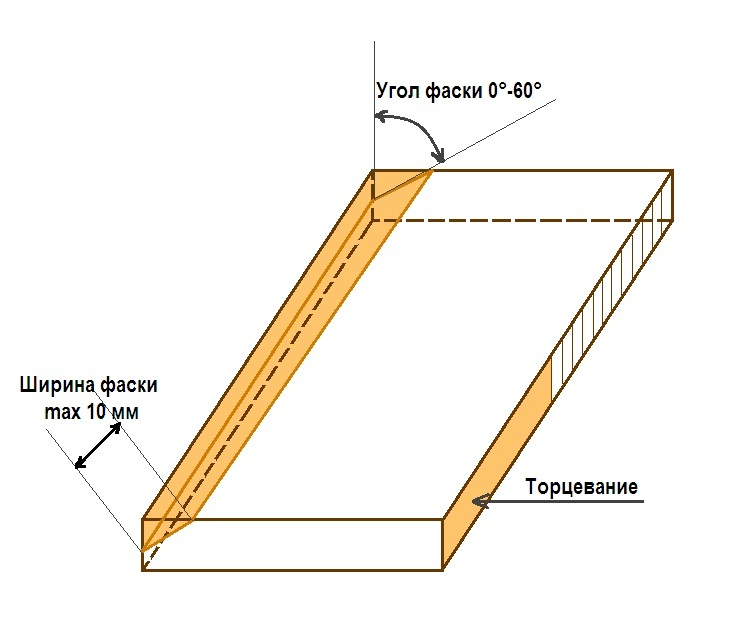 Угол фаски 0°-60°
Ширина фаски
max 10 мм
Торцевание